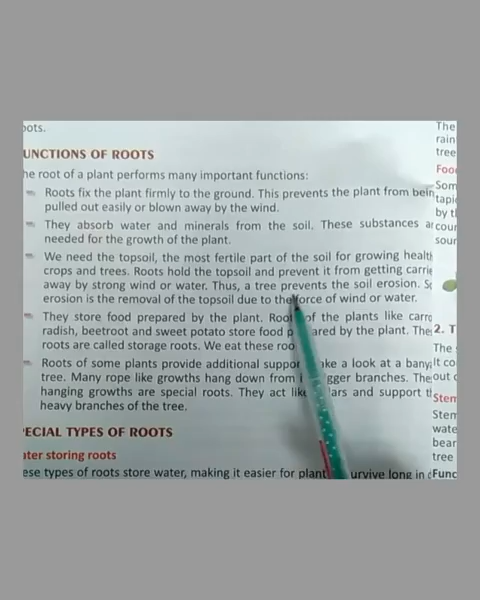 oots.
UNCTIONS OF ROOTS
he root of a plant performs many important functions:
Roots fix the plant firmly to the ground. This prevents the plant from bein
pulled out easily or blown away by the wind.
They absorb water and minerals from the soil. These substances a
needed for the growth of the plant.
We need the topsoil, the most fertile part of the soil for growing healt
crops and trees. Roots hold the topsoil and prevent it from getting carrie
away by strong wind or water. Thus, a tree prevents the soil erosion. So
erosion is the removal of the topsoil due to the force of wind or water.
They store food prepared by the plant. Root of the plants like carro
radish, beetroot and sweet potato store food p ared by the plant. The
roots are called storage roots. We eat these roo
Roots of some plants provide additional suppor ake a look at a bany
tree. Many rope like growths hang down from gger branches. The
hanging growths are special roots. They act like ars and support t
heavy branches of the tree.
PECIAL TYPES OF ROOTS
ater storing roots
ese types of roots store water, making it easier for plant urvive long in
The
rain
tree
Foo
Som
tapi
by t
cour
sour
2. T
The
It co
out
Stem
Stem
wate
bear
tree
Func